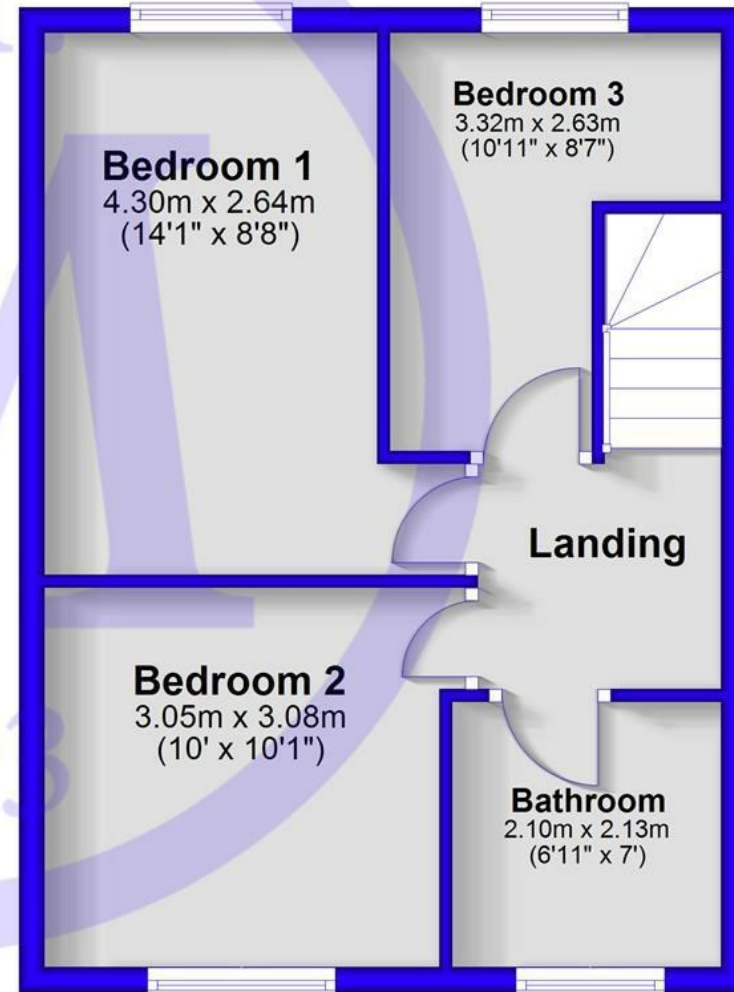 Bedroom 1
4.30m x 2.64m
(14'1" x 8'8")
Bedroom 3
3.32m x 2.63m
(10'11" x 8'7")
Landing
Bedroom 2
3.05m x 3.08m
(10' x 10'1")
Bathroom
2.10m x 2.13m
(6'11" x 7')